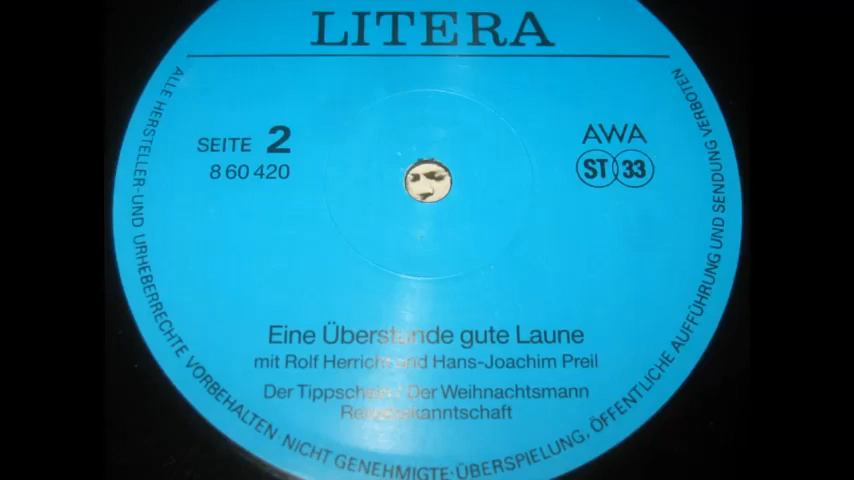 LITERA
SEITE 2
8 60 420
AWA
ST 33
Eine Überstunde gute Laune
mit Rolf Herricht und Hans-Joachim Preil
Der Tippschein / Der Weihnachtsmann
Reisebekanntschaft
ALLE HERSTELLER- UND URHEBERRECHTE VORBEHALTEN NICHT GENEHMIGTE ÜBERSPIELUNG, ÖFFENTLICHE AUFFÜHRUNG UND SENDUNG VERBOTEN